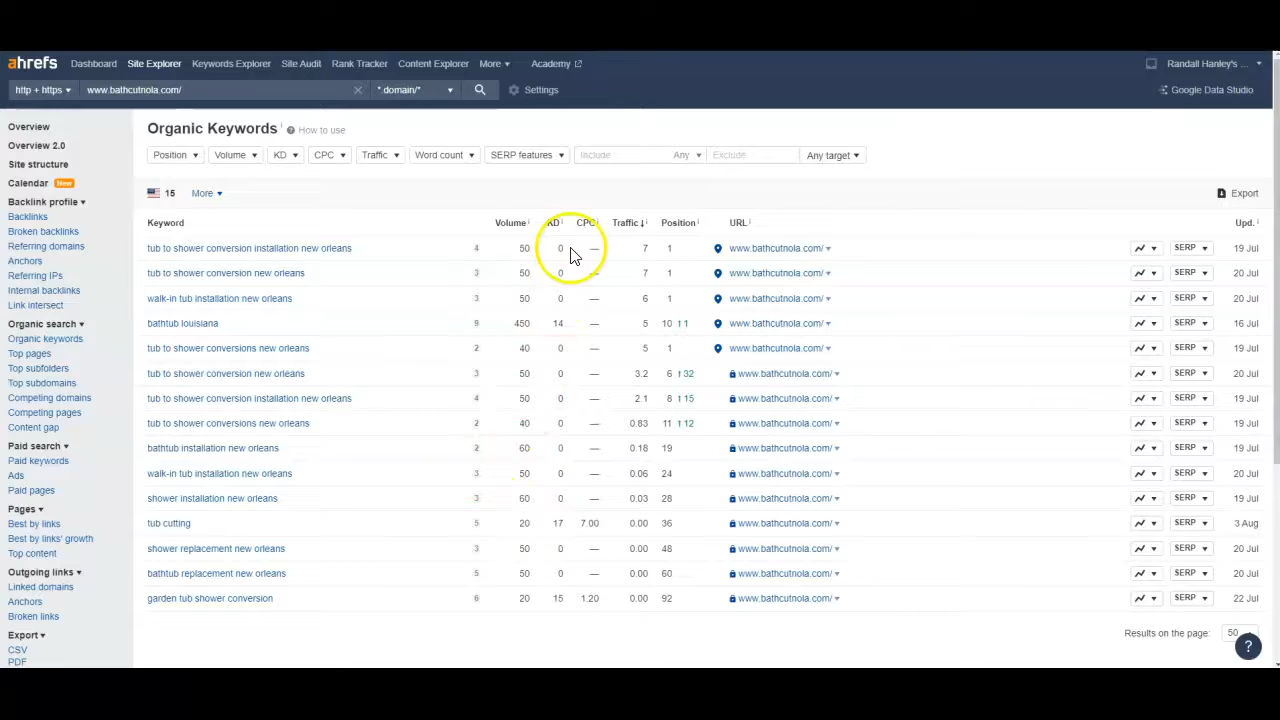 ahrefs Dashboard Site Explorer Keywords Explorer Site Audit Rank Tracker Content Explorer More Academy Randall Hanley's ...
http + https www.bathcutnola.com/ *.domain/* Settings Google Data Studio
Overview
Overview 2.0
Site structure
Calendar New
Backlink profile
Backlinks
Broken backlinks
Referring domains
Anchors
Referring IPs
Internal backlinks
Link intersect
Organic search
Organic keywords
Top pages
Top subfolders
Top subdomains
Competing domains
Competing pages
Content gap
Paid search
Paid keywords
Ads
Paid pages
Pages
Best by links
Best by links' growth
Top content
Outgoing links
Linked domains
Anchors
Broken links
Export
CSV
PDF
Organic Keywords How to use
Position Volume KD CPC Traffic Word count SERP features Include Any Exclude Any target
15 More Export
Keyword Volume KD CPC Traffic Position URL Upd.
tub to shower conversion installation new orleans 4 50 0 — 7 1 www.bathcutnola.com/ SERP 19 Jul
tub to shower conversion new orleans 3 50 0 — 7 1 www.bathcutnola.com/ SERP 20 Jul
walk-in tub installation new orleans 3 50 0 — 6 1 www.bathcutnola.com/ SERP 20 Jul
bathtub louisiana 9 450 14 — 5 10 ↑1 www.bathcutnola.com/ SERP 16 Jul
tub to shower conversions new orleans 2 40 0 — 5 1 www.bathcutnola.com/ SERP 19 Jul
tub to shower conversion new orleans 3 50 0 — 3.2 6 ↑32 www.bathcutnola.com/ SERP 20 Jul
tub to shower conversion installation new orleans 4 50 0 — 2.1 8 ↑15 www.bathcutnola.com/ SERP 19 Jul
tub to shower conversions new orleans 2 40 0 — 0.83 11 ↑12 www.bathcutnola.com/ SERP 19 Jul
bathtub installation new orleans 2 60 0 — 0.18 19 www.bathcutnola.com/ SERP 19 Jul
walk-in tub installation new orleans 3 50 0 — 0.06 24 www.bathcutnola.com/ SERP 20 Jul
shower installation new orleans 3 60 0 — 0.03 28 www.bathcutnola.com/ SERP 19 Jul
tub cutting 5 20 17 7.00 0.00 36 www.bathcutnola.com/ SERP 3 Aug
shower replacement new orleans 3 50 0 — 0.00 48 www.bathcutnola.com/ SERP 20 Jul
bathtub replacement new orleans 5 50 0 — 0.00 60 www.bathcutnola.com/ SERP 20 Jul
garden tub shower conversion 6 20 15 1.20 0.00 92 www.bathcutnola.com/ SERP 22 Jul
Results on the page: 50
?